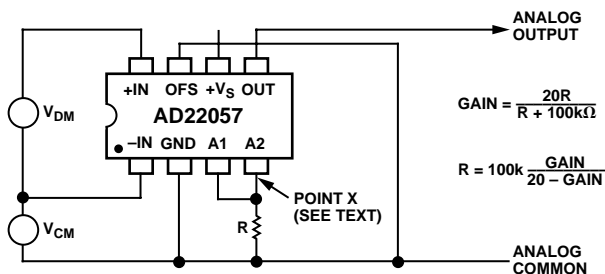 ANALOG
OUTPUT
+IN OFS +VS OUT
AD22057
–IN GND A1 A2
VDM
VCM
GAIN = 20R / R + 100kΩ
R = 100k GAIN / 20 – GAIN
POINT X
(SEE TEXT)
R
ANALOG
COMMON